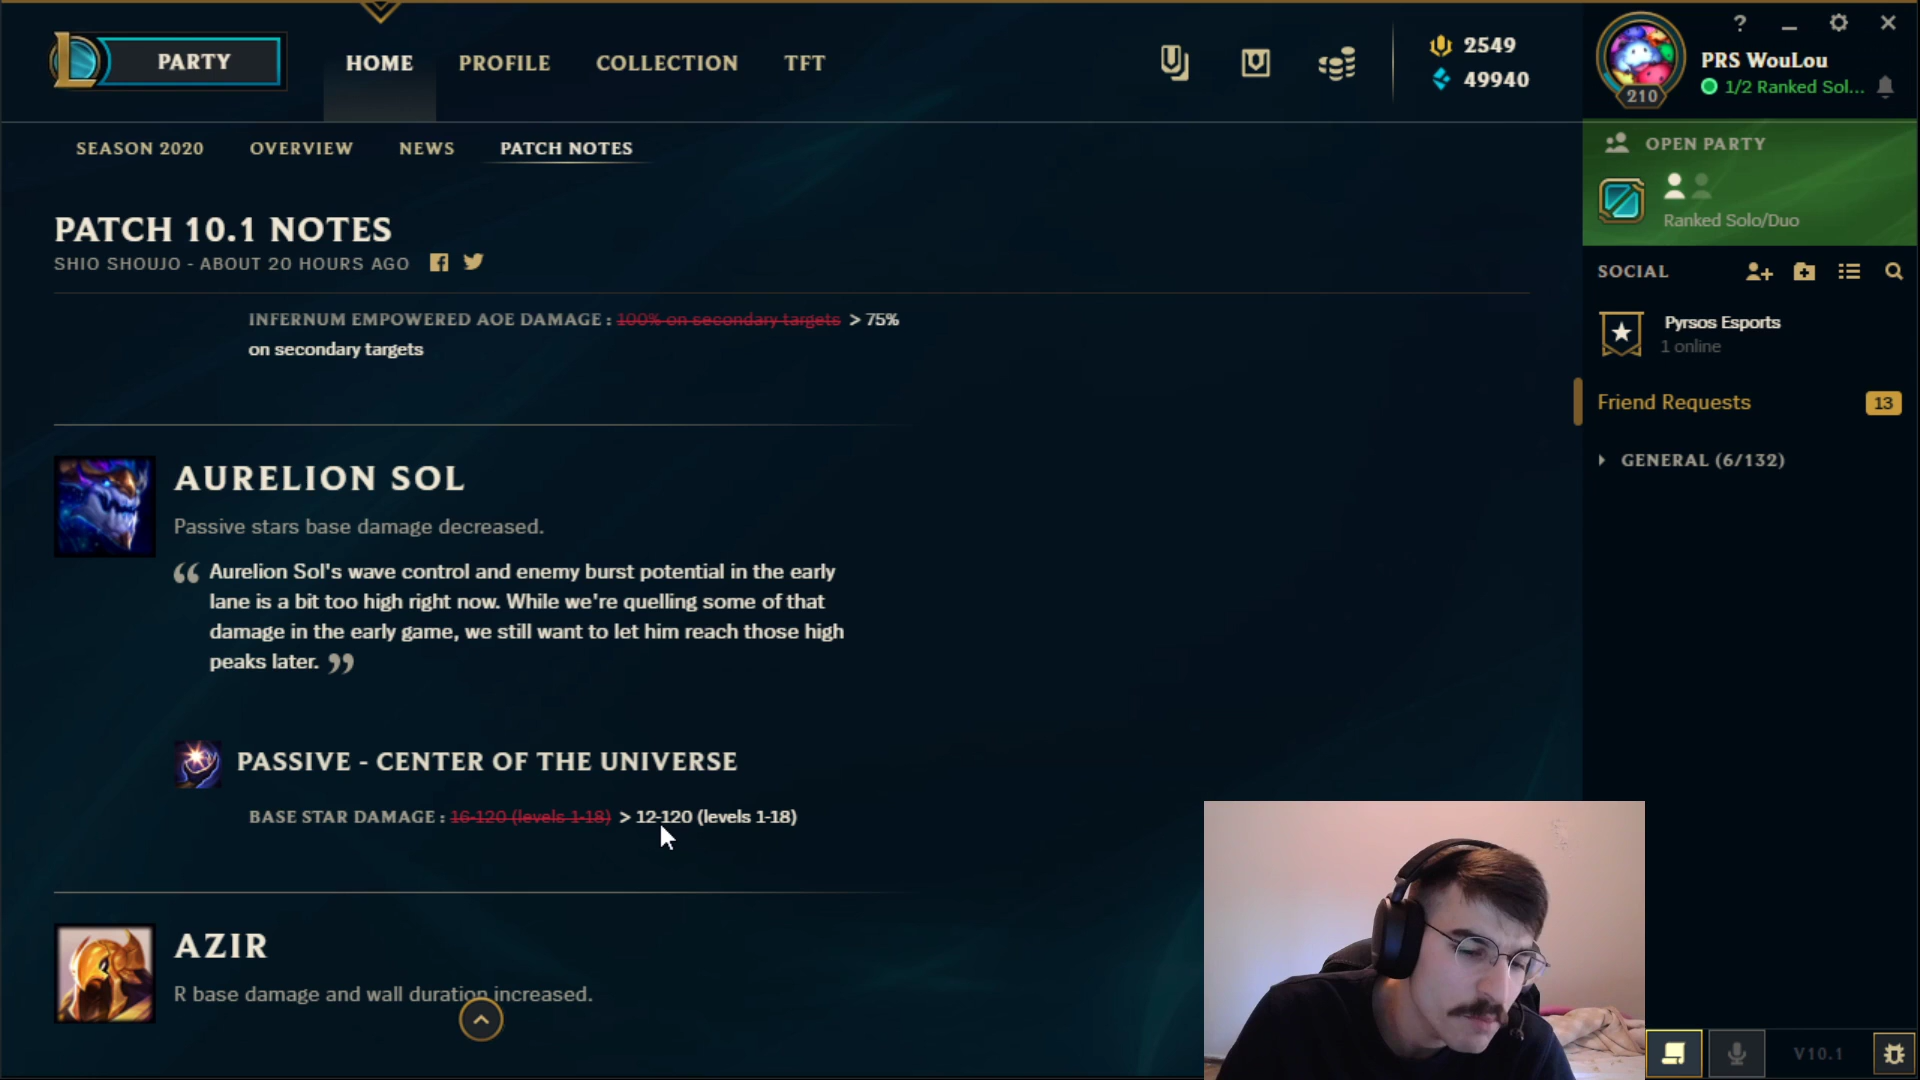 PARTY
HOME
PROFILE
COLLECTION
TFT
2549
49940
?
PRS WouLou
1/2 Ranked Sol...
210
SEASON 2020
OVERVIEW
NEWS
PATCH NOTES
OPEN PARTY
Ranked Solo/Duo
PATCH 10.1 NOTES
SHIO SHOUJO - ABOUT 20 HOURS AGO
SOCIAL
Pyrsos Esports
1 online
Friend Requests
13
GENERAL (6/132)
INFERNUM EMPOWERED AOE DAMAGE : 100% on secondary targets > 75%
on secondary targets
AURELION SOL
Passive stars base damage decreased.
“ Aurelion Sol's wave control and enemy burst potential in the early
lane is a bit too high right now. While we're quelling some of that
damage in the early game, we still want to let him reach those high
peaks later. ”
PASSIVE - CENTER OF THE UNIVERSE
BASE STAR DAMAGE : 16-120 (levels 1-18) > 12-120 (levels 1-18)
AZIR
R base damage and wall duration increased.
V10.1